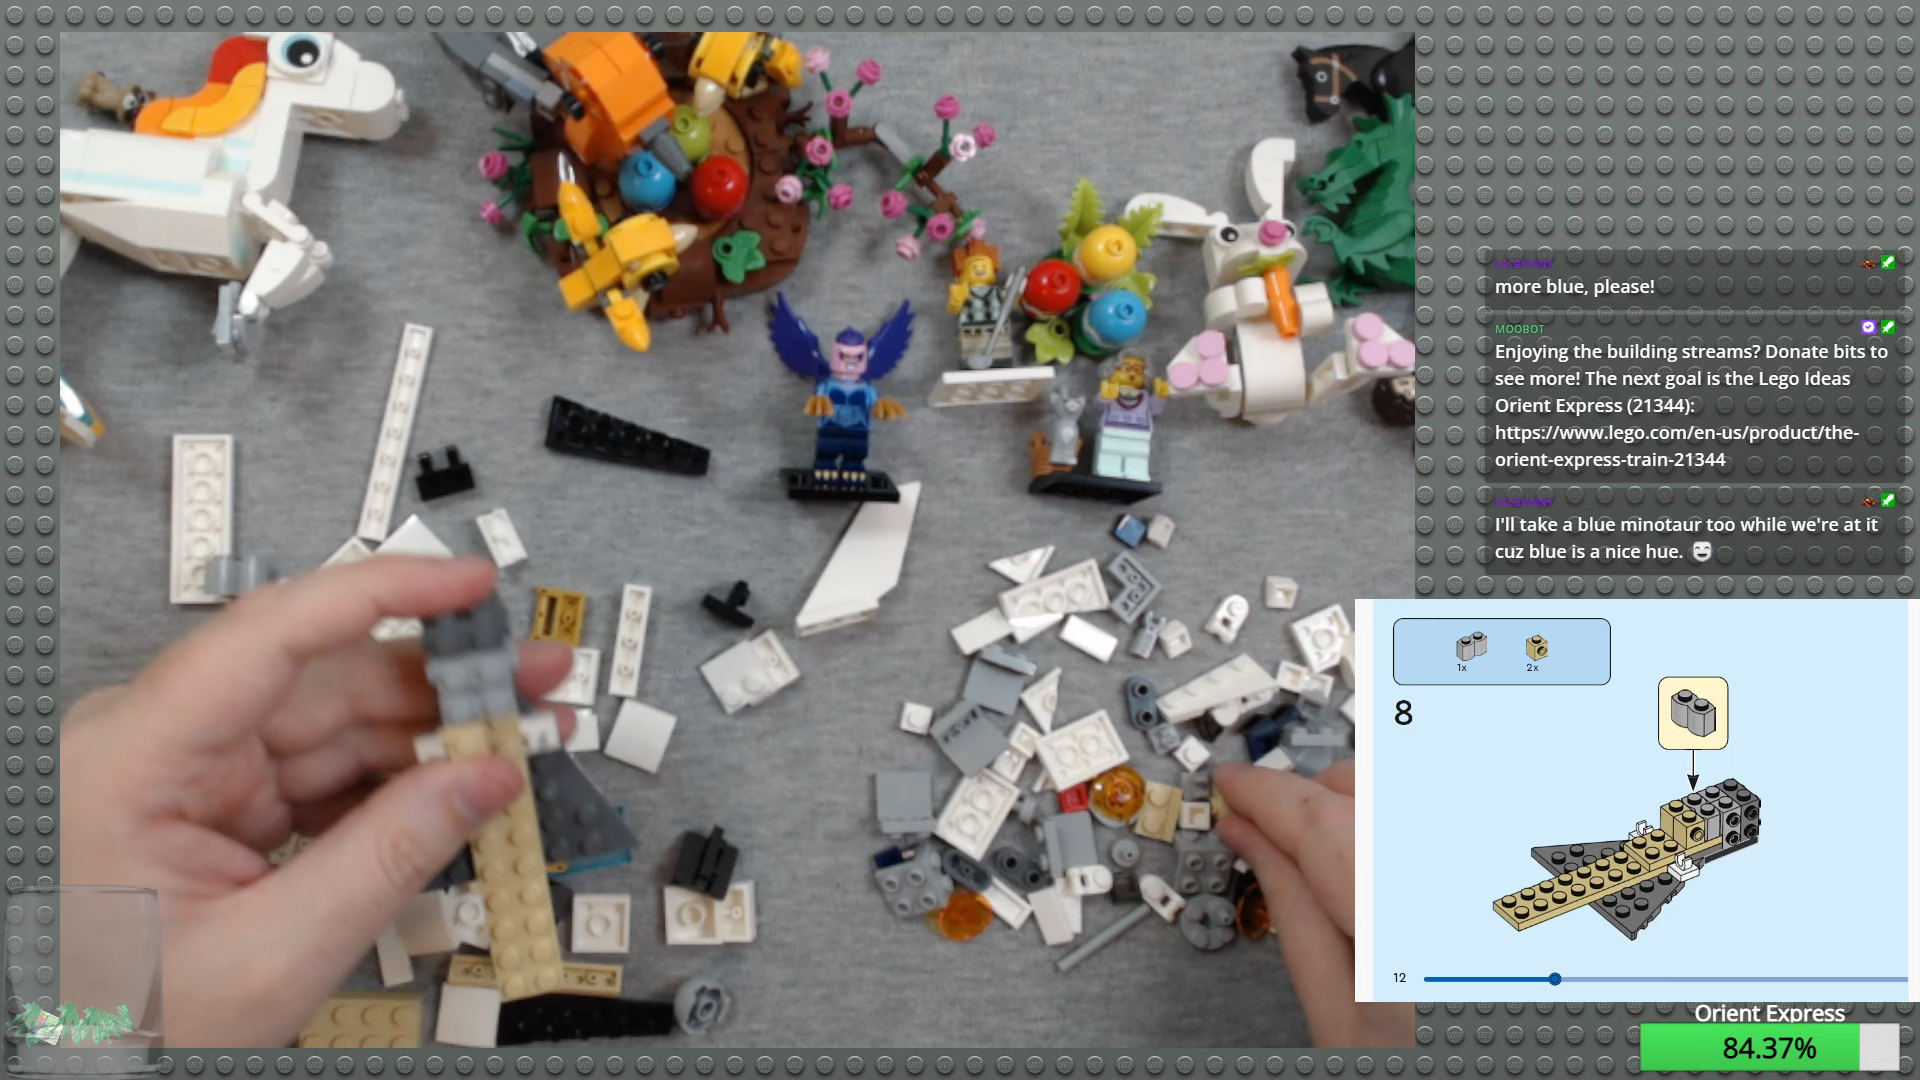 more blue, please!
MOOBOT
Enjoying the building streams? Donate bits to
see more! The next goal is the Lego Ideas
Orient Express (21344):
https://www.lego.com/en-us/product/the-
orient-express-train-21344
I'll take a blue minotaur too while we're at it
cuz blue is a nice hue.
1x
2x
8
12
Orient Express
84.37%